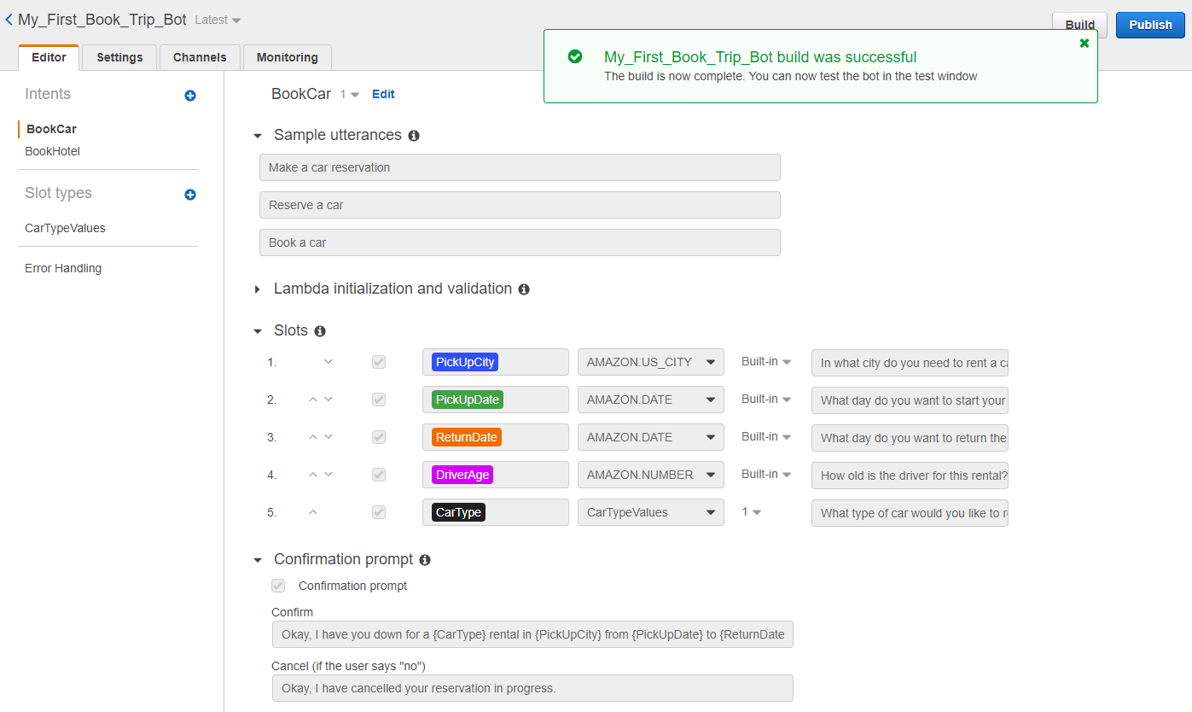 My_First_Book_Trip_Bot Latest
Build
Publish
Editor
Settings
Channels
Monitoring
My_First_Book_Trip_Bot build was successful
The build is now complete. You can now test the bot in the test window
Intents
BookCar
BookHotel
Slot types
CarTypeValues
Error Handling
BookCar 1 Edit
Sample utterances
Make a car reservation
Reserve a car
Book a car
Lambda initialization and validation
Slots
1. PickUpCity AMAZON.US_CITY Built-in In what city do you need to rent a ca
2. PickUpDate AMAZON.DATE Built-in What day do you want to start your
3. ReturnDate AMAZON.DATE Built-in What day do you want to return the
4. DriverAge AMAZON.NUMBER Built-in How old is the driver for this rental?
5. CarType CarTypeValues 1 What type of car would you like to r
Confirmation prompt
Confirmation prompt
Confirm
Okay, I have you down for a {CarType} rental in {PickUpCity} from {PickUpDate} to {ReturnDate
Cancel (if the user says "no")
Okay, I have cancelled your reservation in progress.